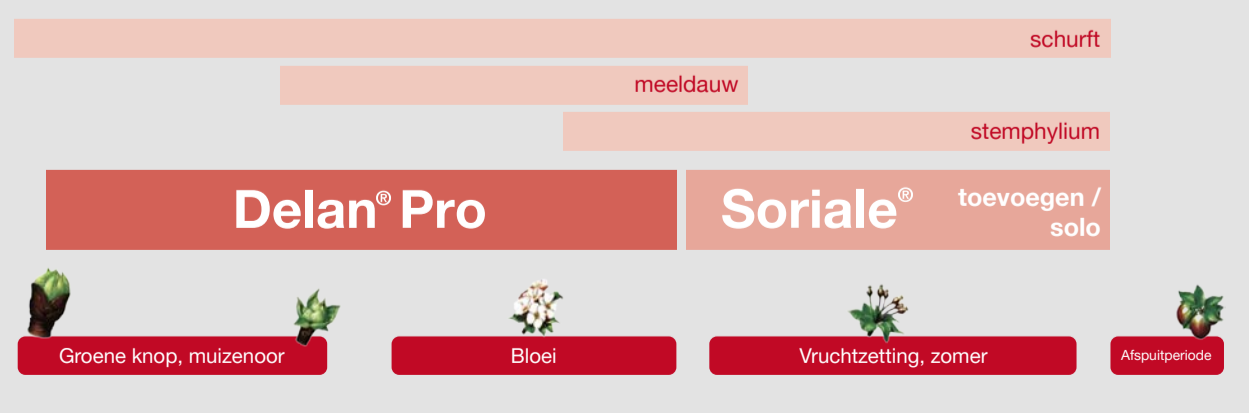 schurft
meeldauw
stemphylium
Delan® Pro
Soriale®
toevoegen /
solo
Groene knop, muizenoor
Bloei
Vruchtzetting, zomer
Afspuitperiode